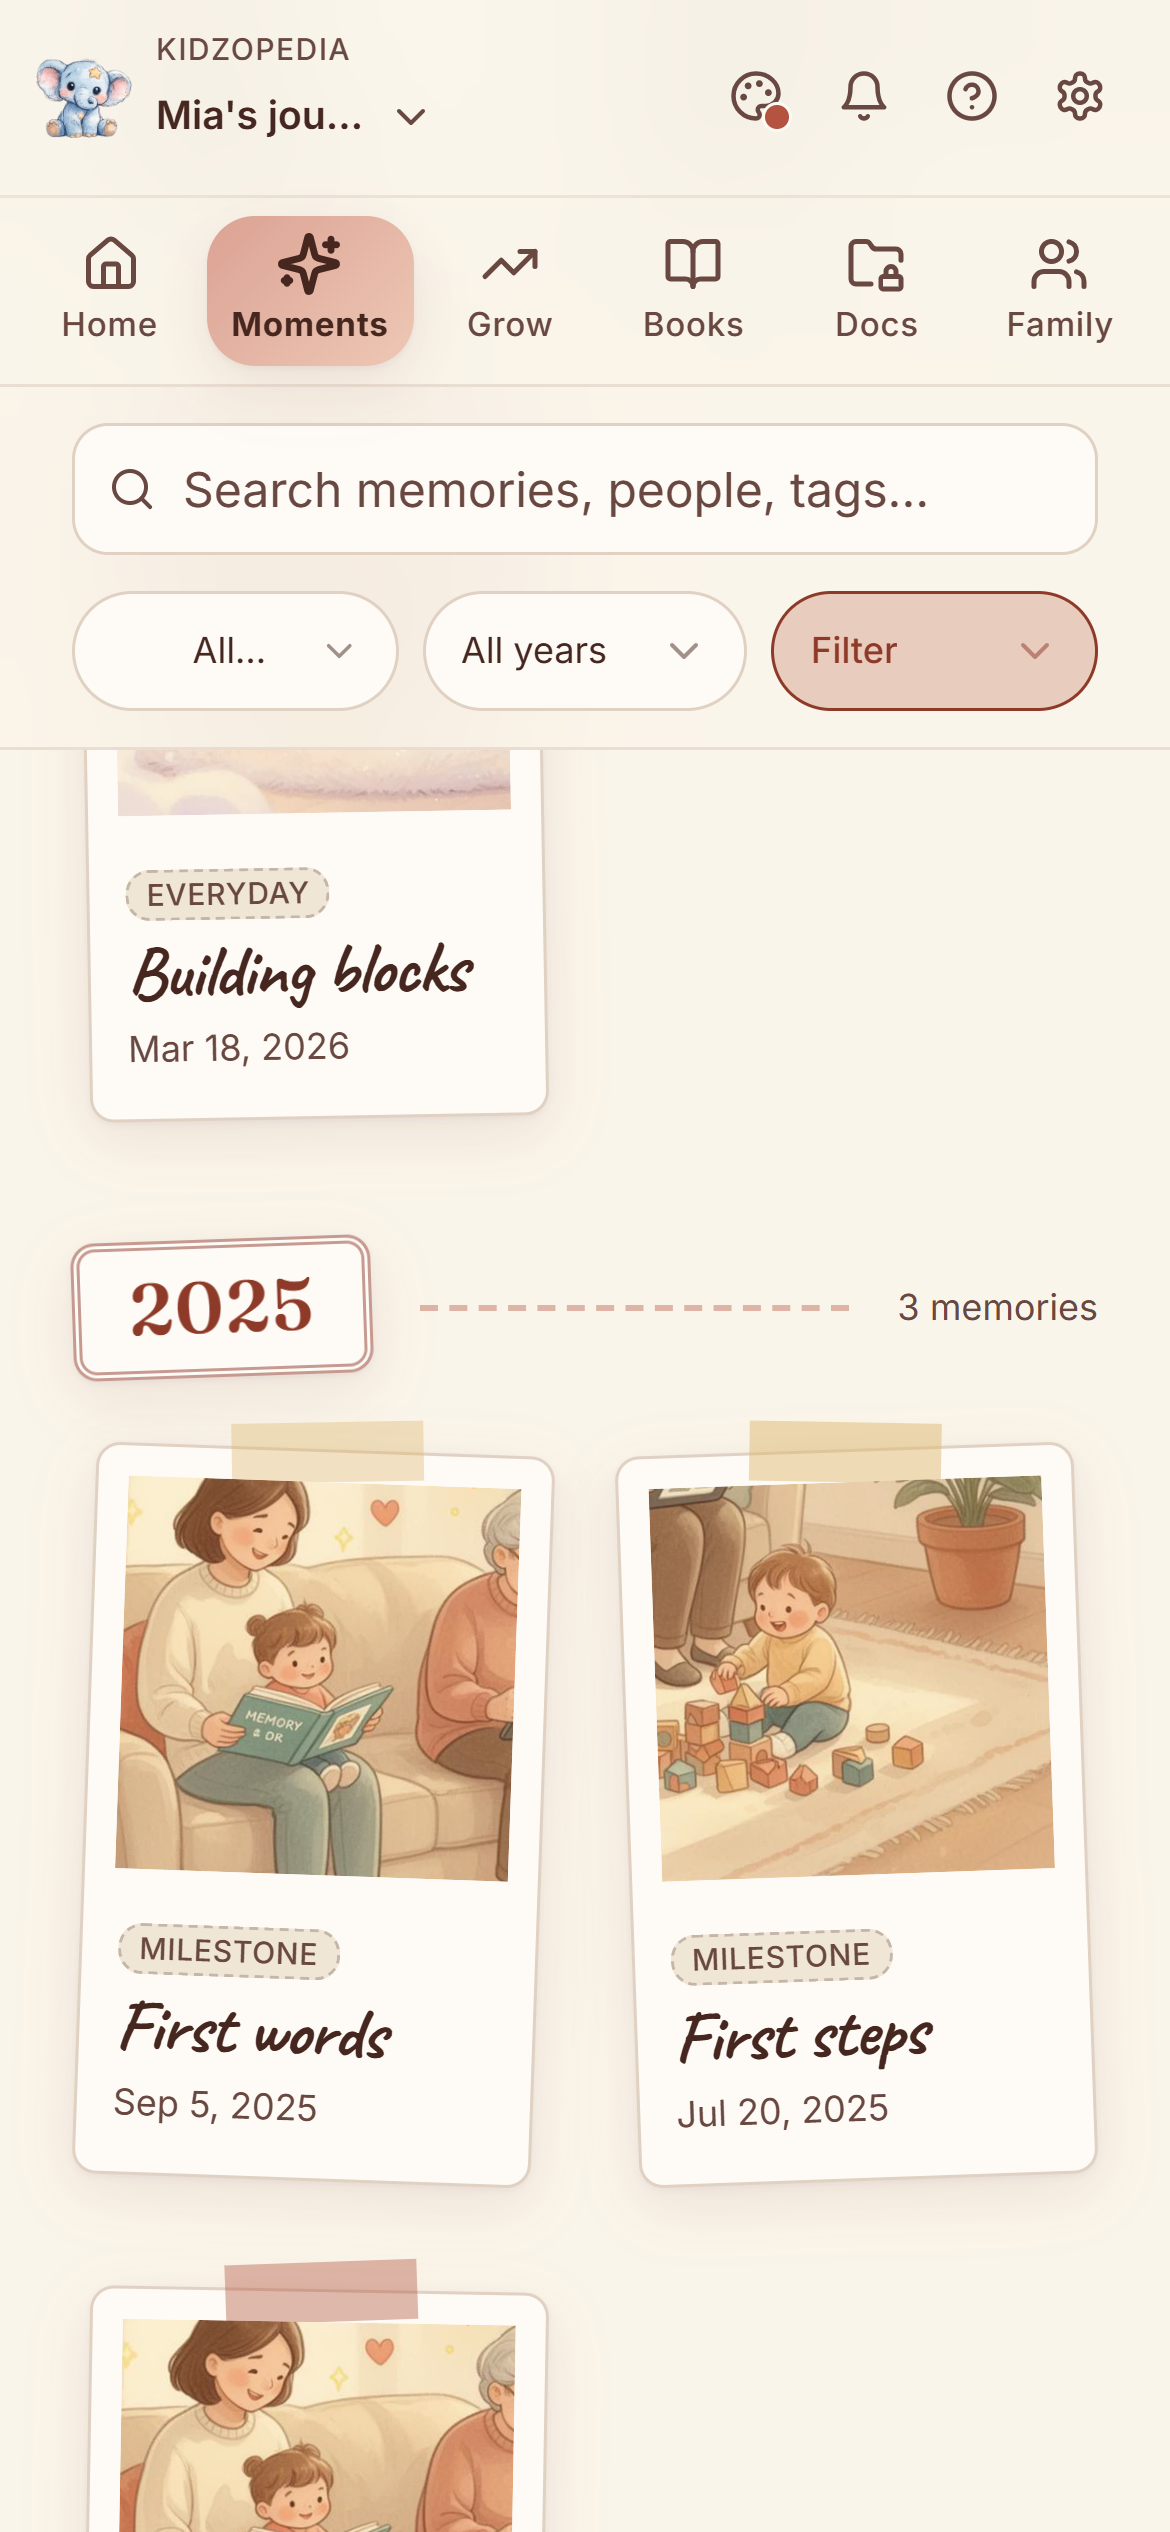 KIDZOPEDIA
Mia's jou...
Home
Moments
Grow
Books
Docs
Family
Search memories, people, tags...
All...
All years
Filter
EVERYDAY
Building blocks
Mar 18, 2026
2025
3 memories
MEMORY
& OR
MILESTONE
First words
Sep 5, 2025
MILESTONE
First steps
Jul 20, 2025